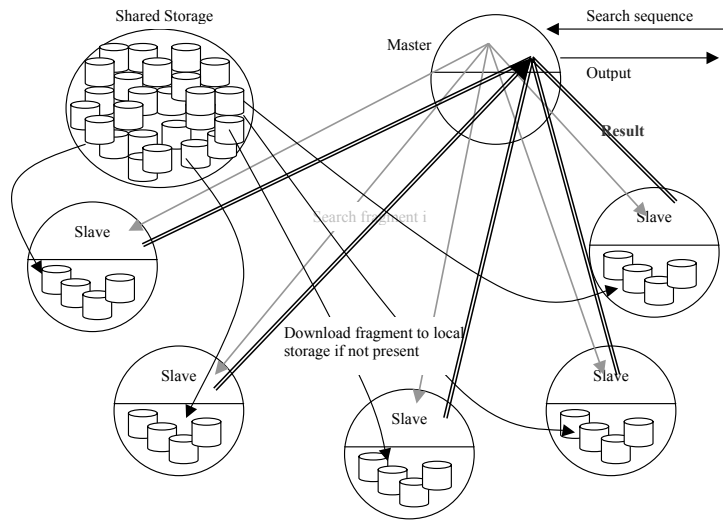 Shared Storage
Search sequence
Master
Output
Result
Search fragment i
Slave
Slave
Download fragment to local
storage if not present
Slave
Slave
Slave